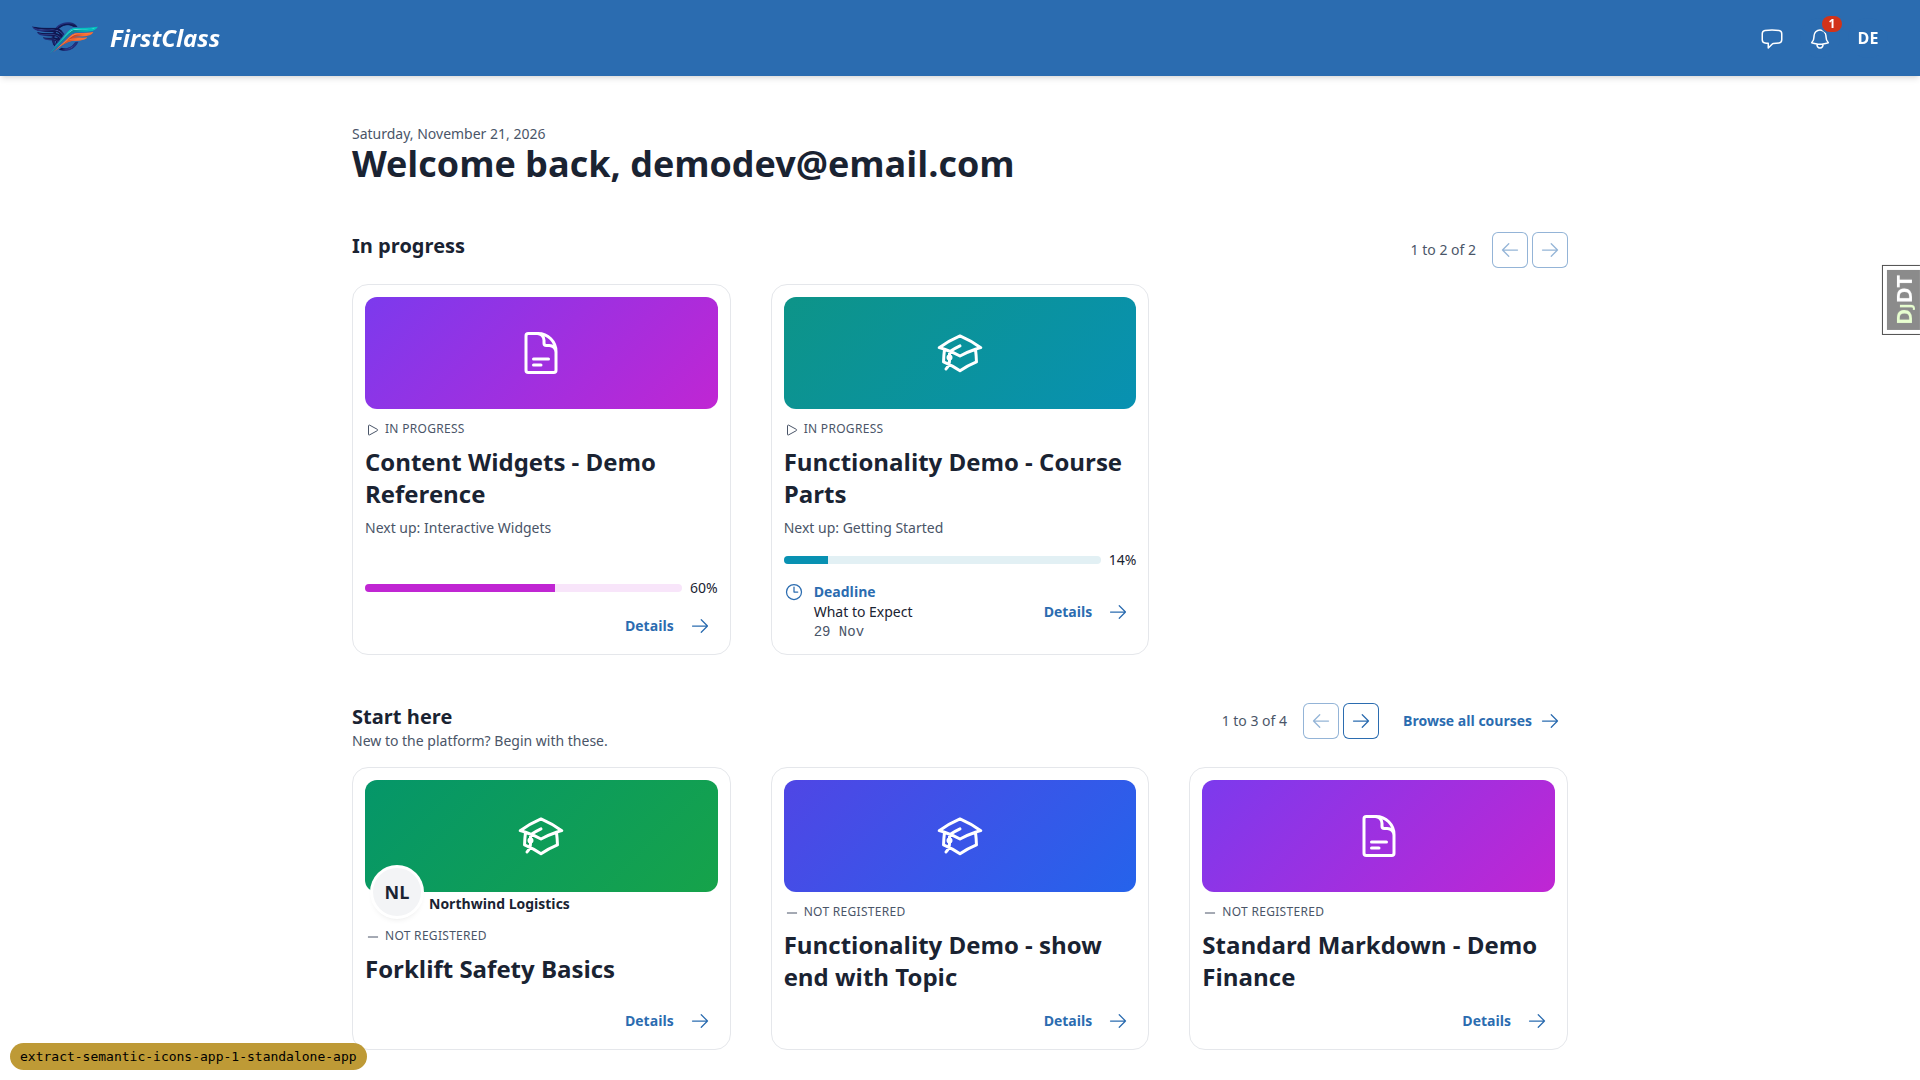 FirstClass
1
DE
Saturday, November 21, 2026
Welcome back, demodev@email.com
In progress
1 to 2 of 2
IN PROGRESS
Content Widgets - Demo
Reference
Next up: Interactive Widgets
60%
Details
IN PROGRESS
Functionality Demo - Course
Parts
Next up: Getting Started
14%
Deadline
What to Expect
29 Nov
Details
DJDT
Start here
New to the platform? Begin with these.
1 to 3 of 4
Browse all courses
NL
Northwind Logistics
NOT REGISTERED
Forklift Safety Basics
Details
NOT REGISTERED
Functionality Demo - show
end with Topic
Details
NOT REGISTERED
Standard Markdown - Demo
Finance
Details
extract-semantic-icons-app-1-standalone-app